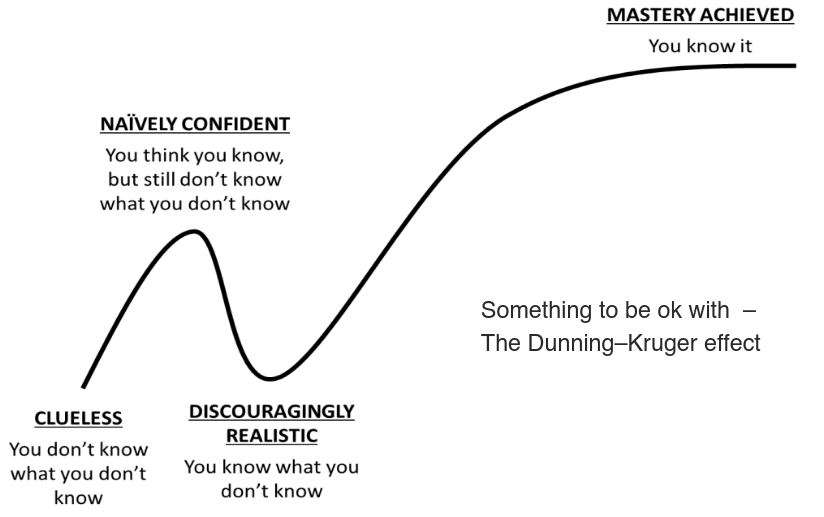 MASTERY ACHIEVED
You know it
NAÏVELY CONFIDENT
You think you know,
but still don’t know
what you don’t know
Something to be ok with –
The Dunning–Kruger effect
CLUELESS
You don’t know
what you don’t
know
DISCOURAGINGLY
REALISTIC
You know what you
don’t know